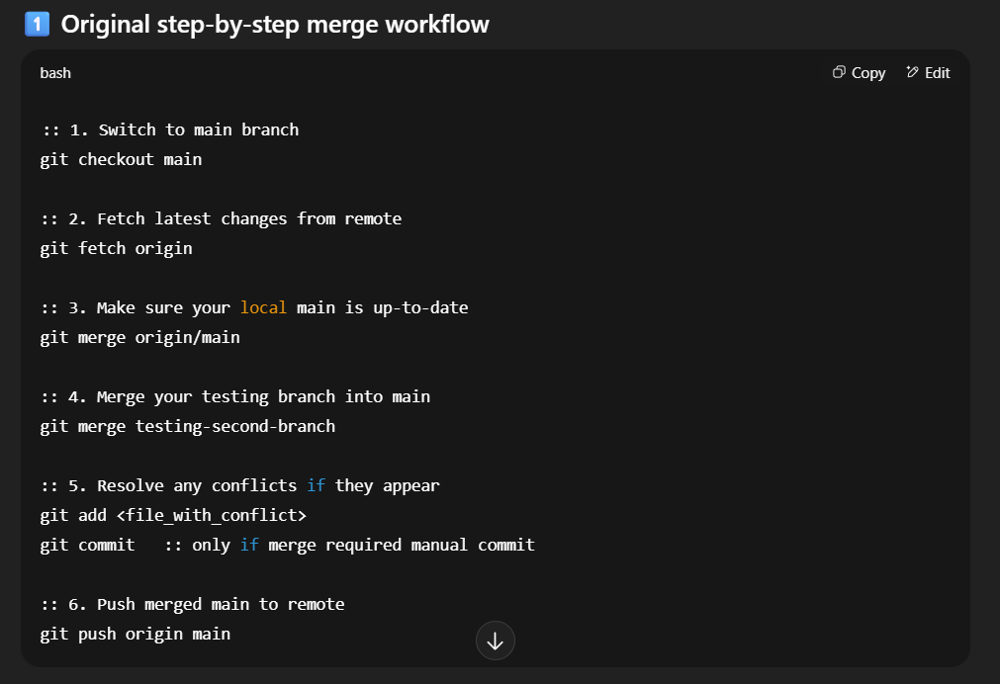 1 Original step-by-step merge workflow
bash
Copy
Edit
:: 1. Switch to main branch
git checkout main
:: 2. Fetch latest changes from remote
git fetch origin
:: 3. Make sure your local main is up-to-date
git merge origin/main
:: 4. Merge your testing branch into main
git merge testing-second-branch
:: 5. Resolve any conflicts if they appear
git add <file_with_conflict>
git commit   :: only if merge required manual commit
:: 6. Push merged main to remote
git push origin main